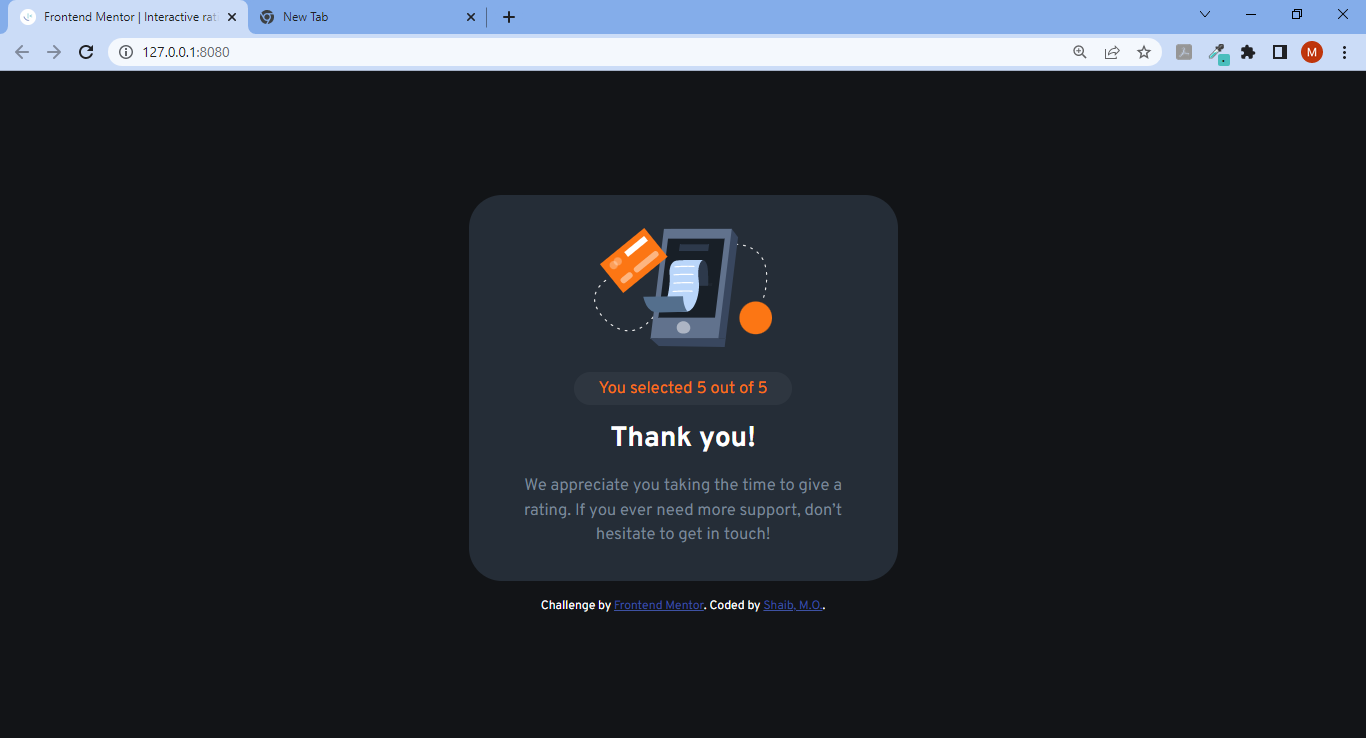 Frontend Mentor | Interactive rati
New Tab
127.0.0.1:8080
M
You selected 5 out of 5
Thank you!
We appreciate you taking the time to give a
rating. If you ever need more support, don’t
hesitate to get in touch!
Challenge by Frontend Mentor. Coded by Shaib, M.O..